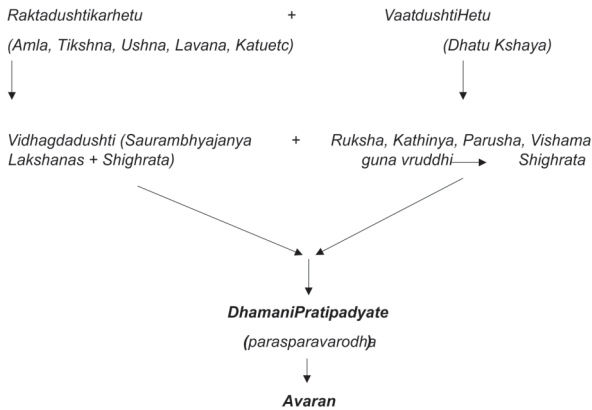 Raktadushtikarhetu + VaatdushtiHetu
(Amla, Tikshna, Ushna, Lavana, Katuetc) (Dhatu Kshaya)
Vidhagdadushti (Saurambhyajanya + Ruksha, Kathinya, Parusha, Vishama
Lakshanas + Shighrata) guna vruddhi Shighrata
DhamaniPratipadyate
(parasparavarodha)
Avaran